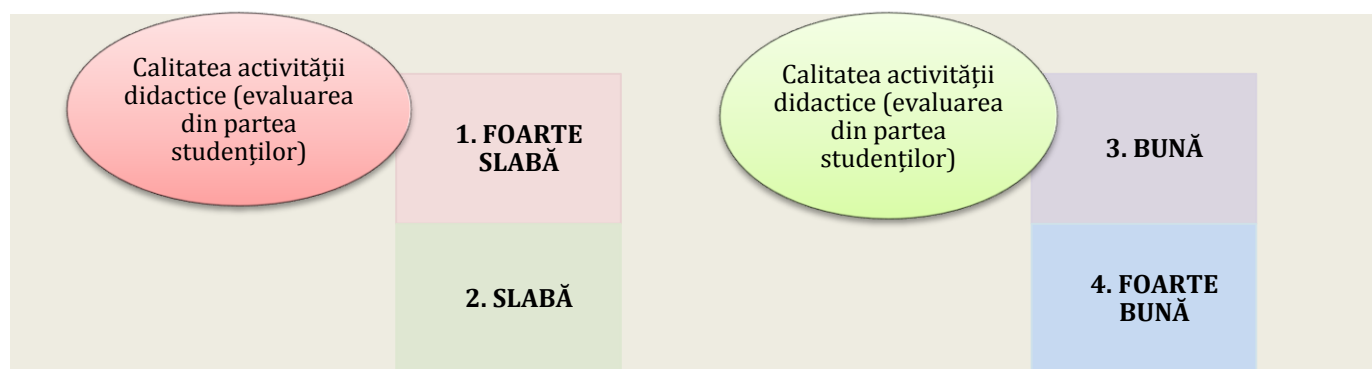 Calitatea activității
didactice (evaluarea
din partea
studenților)
1. FOARTE
SLABĂ
2. SLABĂ
Calitatea activității
didactice (evaluarea
din partea
studenților)
3. BUNĂ
4. FOARTE
BUNĂ